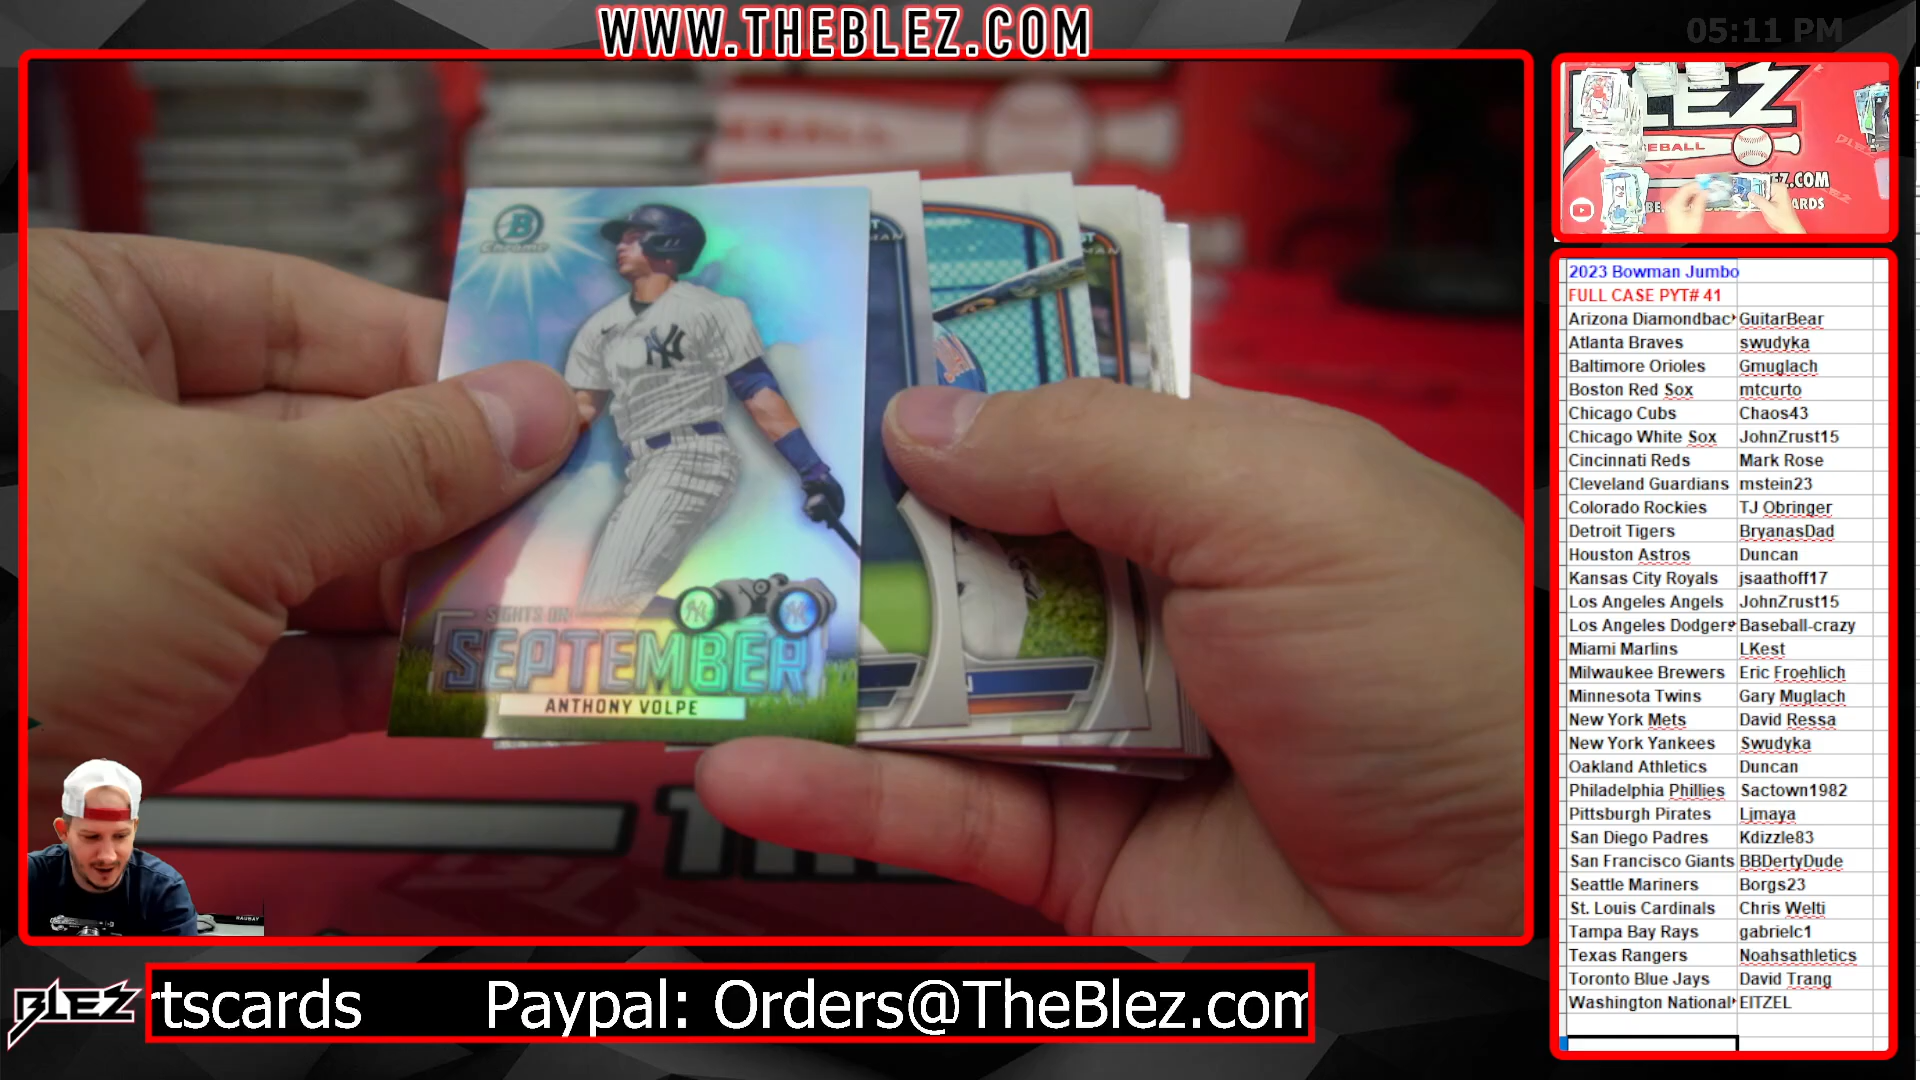 WWW.THEBLEZ.COM
05:11 PM
B
Chrome
NY
SIGHTS ON
SEPTEMBER
ANTHONY VOLPE
BASEBALL
2023 Bowman Jumbo
FULL CASE PYT# 41
Arizona Diamondbac GuitarBear
Atlanta Braves swudyka
Baltimore Orioles Gmuglach
Boston Red Sox mtcurto
Chicago Cubs Chaos43
Chicago White Sox JohnZrust15
Cincinnati Reds Mark Rose
Cleveland Guardians mstein23
Colorado Rockies TJ Obringer
Detroit Tigers BryanasDad
Houston Astros Duncan
Kansas City Royals jsaathoff17
Los Angeles Angels JohnZrust15
Los Angeles Dodgers Baseball-crazy
Miami Marlins LKest
Milwaukee Brewers Eric Froehlich
Minnesota Twins Gary Muglach
New York Mets David Ressa
New York Yankees Swudyka
Oakland Athletics Duncan
Philadelphia Phillies Sactown1982
Pittsburgh Pirates Ljmaya
San Diego Padres Kdizzle83
San Francisco Giants BBDertyDude
Seattle Mariners Borgs23
St. Louis Cardinals Chris Welti
Tampa Bay Rays gabrielc1
Texas Rangers Noahsathletics
Toronto Blue Jays David Trang
Washington National EITZEL
BLEZ
rtscards Paypal: Orders@TheBlez.com